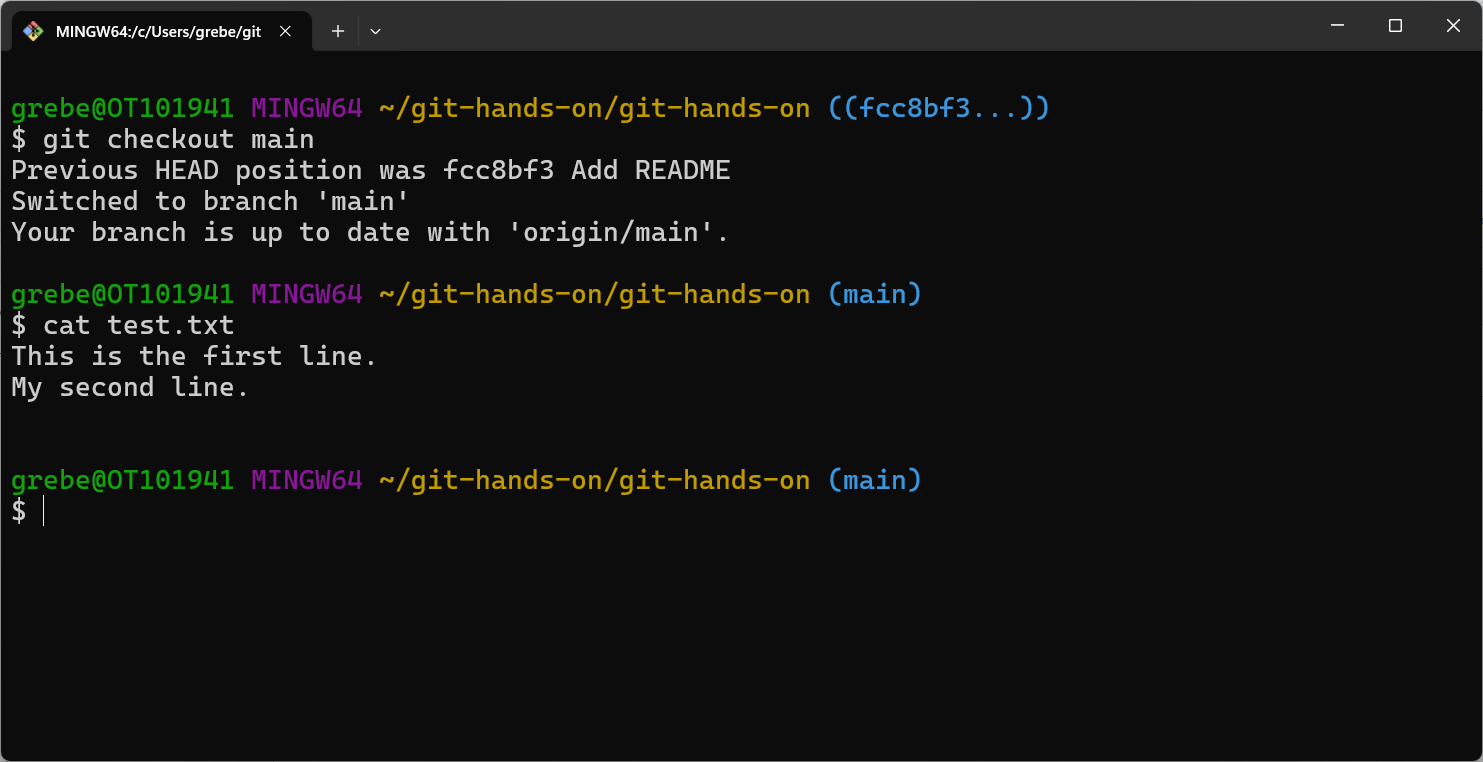 MINGW64:/c/Users/grebe/git
grebe@OT101941 MINGW64 ~/git-hands-on/git-hands-on ((fcc8bf3...))
$ git checkout main
Previous HEAD position was fcc8bf3 Add README
Switched to branch 'main'
Your branch is up to date with 'origin/main'.
grebe@OT101941 MINGW64 ~/git-hands-on/git-hands-on (main)
$ cat test.txt
This is the first line.
My second line.
grebe@OT101941 MINGW64 ~/git-hands-on/git-hands-on (main)
$